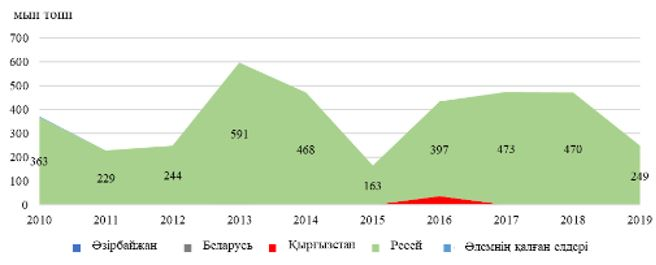 мың тонн
700
600
500
400
300
200
100
0
363 229 244 591 468 163 397 473 470 249
2010 2011 2012 2013 2014 2015 2016 2017 2018 2019
Әзірбайжан Беларусь Қырғызстан Ресей Әлемнің қалған елдері